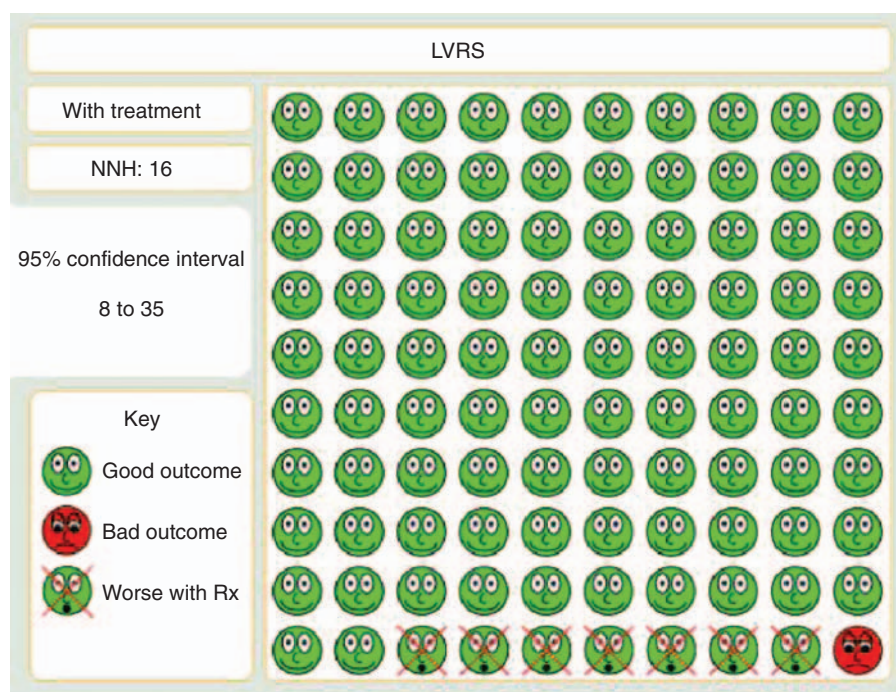 LVRS
With treatment
NNH: 16
95% confidence interval
8 to 35
Key
Good outcome
Bad outcome
Worse with Rx